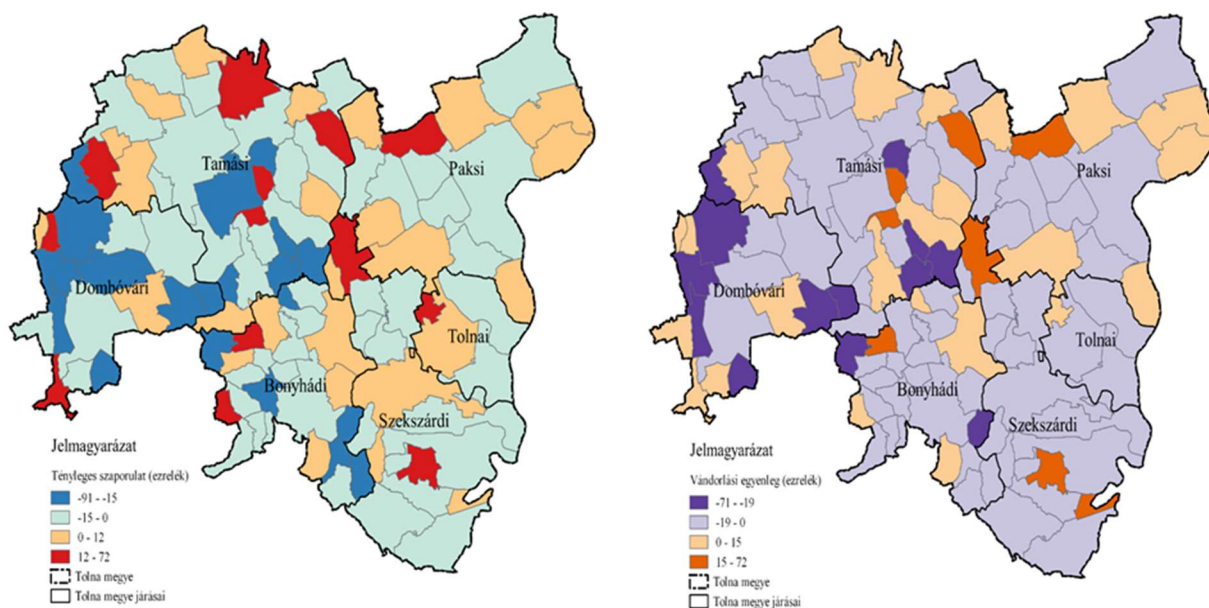 Tamási
Paksi
Dombóvári
Tolnai
Bonyhádi
Szekszárdi
Jelmagyarázat
Tényleges szaporulat (ezrelék)
-91 - -15
-15 - 0
0 - 12
12 - 72
Tolna megye
Tolna megye járásai
Tamási
Paksi
Dombóvári
Tolnai
Bonyhádi
Szekszárdi
Jelmagyarázat
Vándorlási egyenleg (ezrelék)
-71 - -19
-19 - 0
0 - 15
15 - 72
Tolna megye
Tolna megye járásai